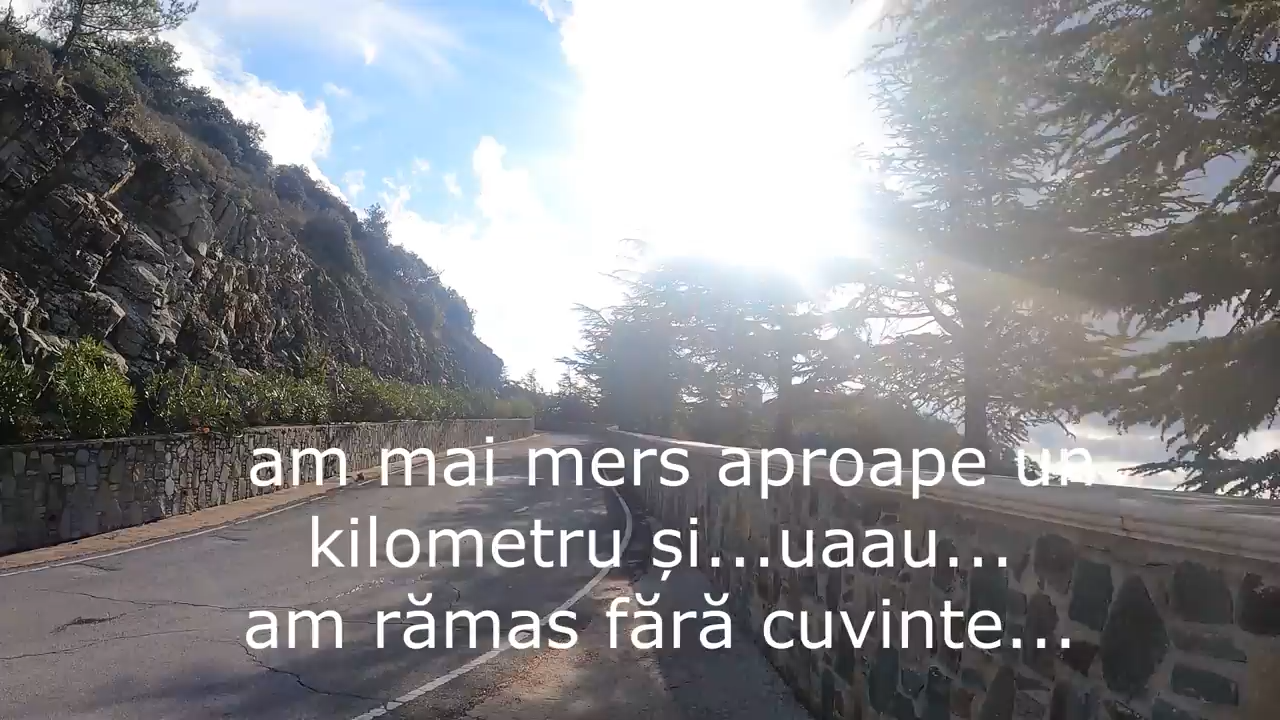 am mai mers aproape un
kilometru și...uaau...
am rămas fără cuvinte...